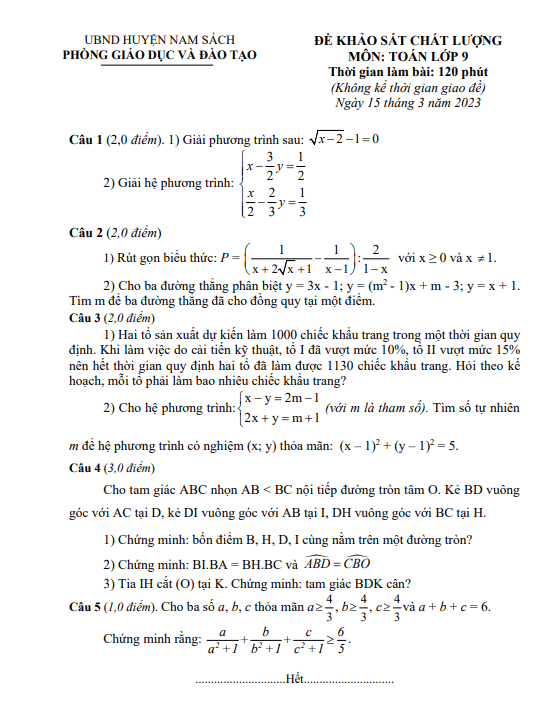 UBND HUYỆN NAM SÁCH
PHÒNG GIÁO DỤC VÀ ĐÀO TẠO
ĐỀ KHẢO SÁT CHẤT LƯỢNG
MÔN: TOÁN LỚP 9
Thời gian làm bài: 120 phút
(Không kể thời gian giao đề)
Ngày 15 tháng 3 năm 2023
Câu 1 (2,0 điểm). 1) Giải phương trình sau: $\sqrt{x-2}-1=0$
2) Giải hệ phương trình: $\begin{cases} x-\frac{3}{2}y=\frac{1}{2} \\ \frac{x}{2}-\frac{2}{3}y=\frac{1}{3} \end{cases}$
Câu 2 (2,0 điểm)
1) Rút gọn biểu thức: $P=\left(\frac{1}{x+2\sqrt{x}+1}-\frac{1}{x-1}\right):\frac{2}{1-x}$ với x ≥ 0 và x ≠ 1.
2) Cho ba đường thẳng phân biệt y = 3x - 1; y = (m² - 1)x + m - 3; y = x + 1.
Tìm m để ba đường thẳng đã cho đồng quy tại một điểm.
Câu 3 (2,0 điểm)
1) Hai tổ sản xuất dự kiến làm 1000 chiếc khẩu trang trong một thời gian quy
định. Khi làm việc do cải tiến kỹ thuật, tổ I đã vượt mức 10%, tổ II vượt mức 15%
nên hết thời gian quy định hai tổ đã làm được 1130 chiếc khẩu trang. Hỏi theo kế
hoạch, mỗi tổ phải làm bao nhiêu chiếc khẩu trang?
2) Cho hệ phương trình: $\begin{cases} x-y=2m-1 \\ 2x+y=m+1 \end{cases}$ (với m là tham số). Tìm số tự nhiên
m để hệ phương trình có nghiệm (x; y) thỏa mãn: (x – 1)² + (y – 1)² = 5.
Câu 4 (3,0 điểm)
Cho tam giác ABC nhọn AB < BC nội tiếp đường tròn tâm O. Kẻ BD vuông
góc với AC tại D, kẻ DI vuông góc với AB tại I, DH vuông góc với BC tại H.
1) Chứng minh: bốn điểm B, H, D, I cùng nằm trên một đường tròn?
2) Chứng minh: BI.BA = BH.BC và $\widehat{ABD}=\widehat{CBO}$
3) Tia IH cắt (O) tại K. Chứng minh: tam giác BDK cân?
Câu 5 (1,0 điểm). Cho ba số a, b, c thỏa mãn $a\ge\frac{4}{3}$, $b\ge\frac{4}{3}$, $c\ge\frac{4}{3}$ và a + b + c = 6.
Chứng minh rằng: $\frac{a}{a^2+1}+\frac{b}{b^2+1}+\frac{c}{c^2+1}\ge\frac{6}{5}$.
..............................Hết..............................